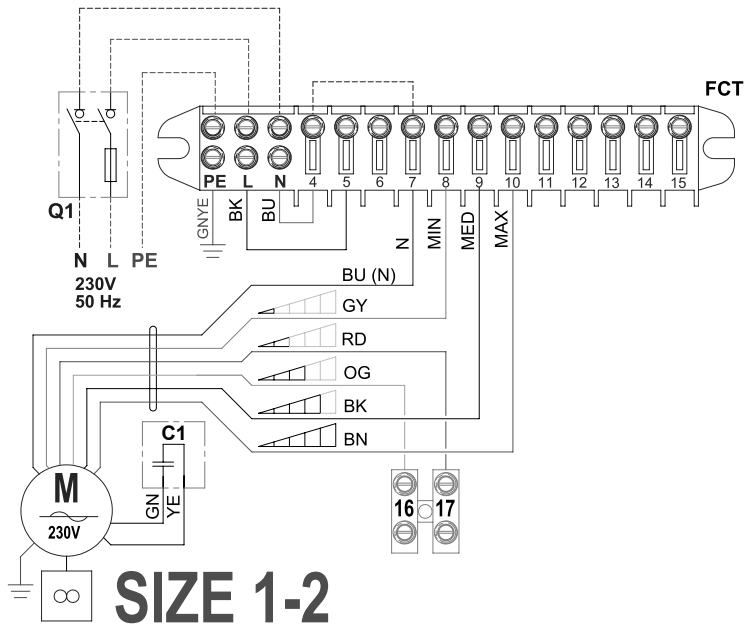 FCT
PE L N 4 5 6 7 8 9 10 11 12 13 14 15
Q1
GNYE
BK
BU
N
MIN
MED
MAX
N L PE
230V
50 Hz
BU (N)
GY
RD
OG
BK
BN
C1
GN
YE
M
230V
16 17
SIZE 1-2